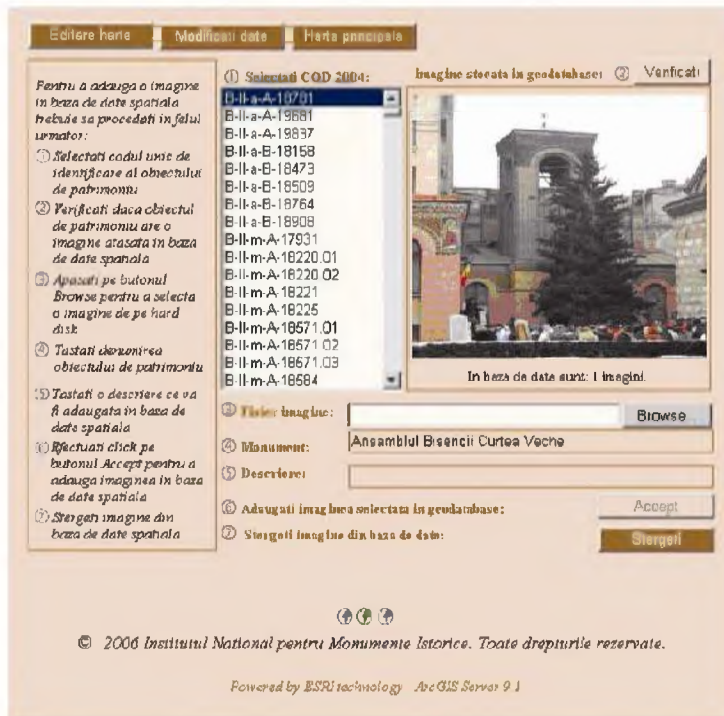 Editare harta Modificati date Harta principala
Pentru a adauga o imagine
in baza de date spatiala
trebuie sa procedati in felul
urmator:
① Selectati codul unic de
identificare al obiectului
de patrimoniu
② Verificati daca obiectul
de patrimoniu are o
imagine atasata in baza
de date spatiala
③ Apasati pe butonul
Browse pentru a selecta
o imagine de pe hard
disk
④ Tastati denumirea
obiectului de patrimoniu
⑤ Tastati o descriere ce va
fi adaugata in baza de
date spatiala
⑥ Efectuati click pe
butonul Accept pentru a
adauga imaginea in baza
de date spatiala
⑦ Stergeti imagine din
baza de date spatiala
① Selectati COD 2004:
B-II-a-A-18781
B-II-a-A-19681
B-II-a-A-19837
B-II-a-B-18158
B-II-a-B-18473
B-II-a-B-18509
B-II-a-B-18764
B-II-a-B-18908
B-II-m-A-17931
B-II-m-A-18220.01
B-II-m-A-18220.02
B-II-m-A-18221
B-II-m-A-18225
B-II-m-A-18571.01
B-II-m-A-18571.02
B-II-m-A-18571.03
B-II-m-A-18584
Imagine stocata in geodatabase: ② Verificati
In baza de date sunt: 1 imagini.
③ Fisier imagine: Browse...
④ Monument: Ansamblul Bisericii Curtea Veche
⑤ Descriere:
⑥ Adaugati imaginea selectata in geodatabase: Accept
⑦ Stergeti imagine din baza de date: Stergeti
© 2006 Institutul National pentru Monumente Istorice. Toate drepturile rezervate.
Powered by ESRI technology ArcGIS Server 9.1